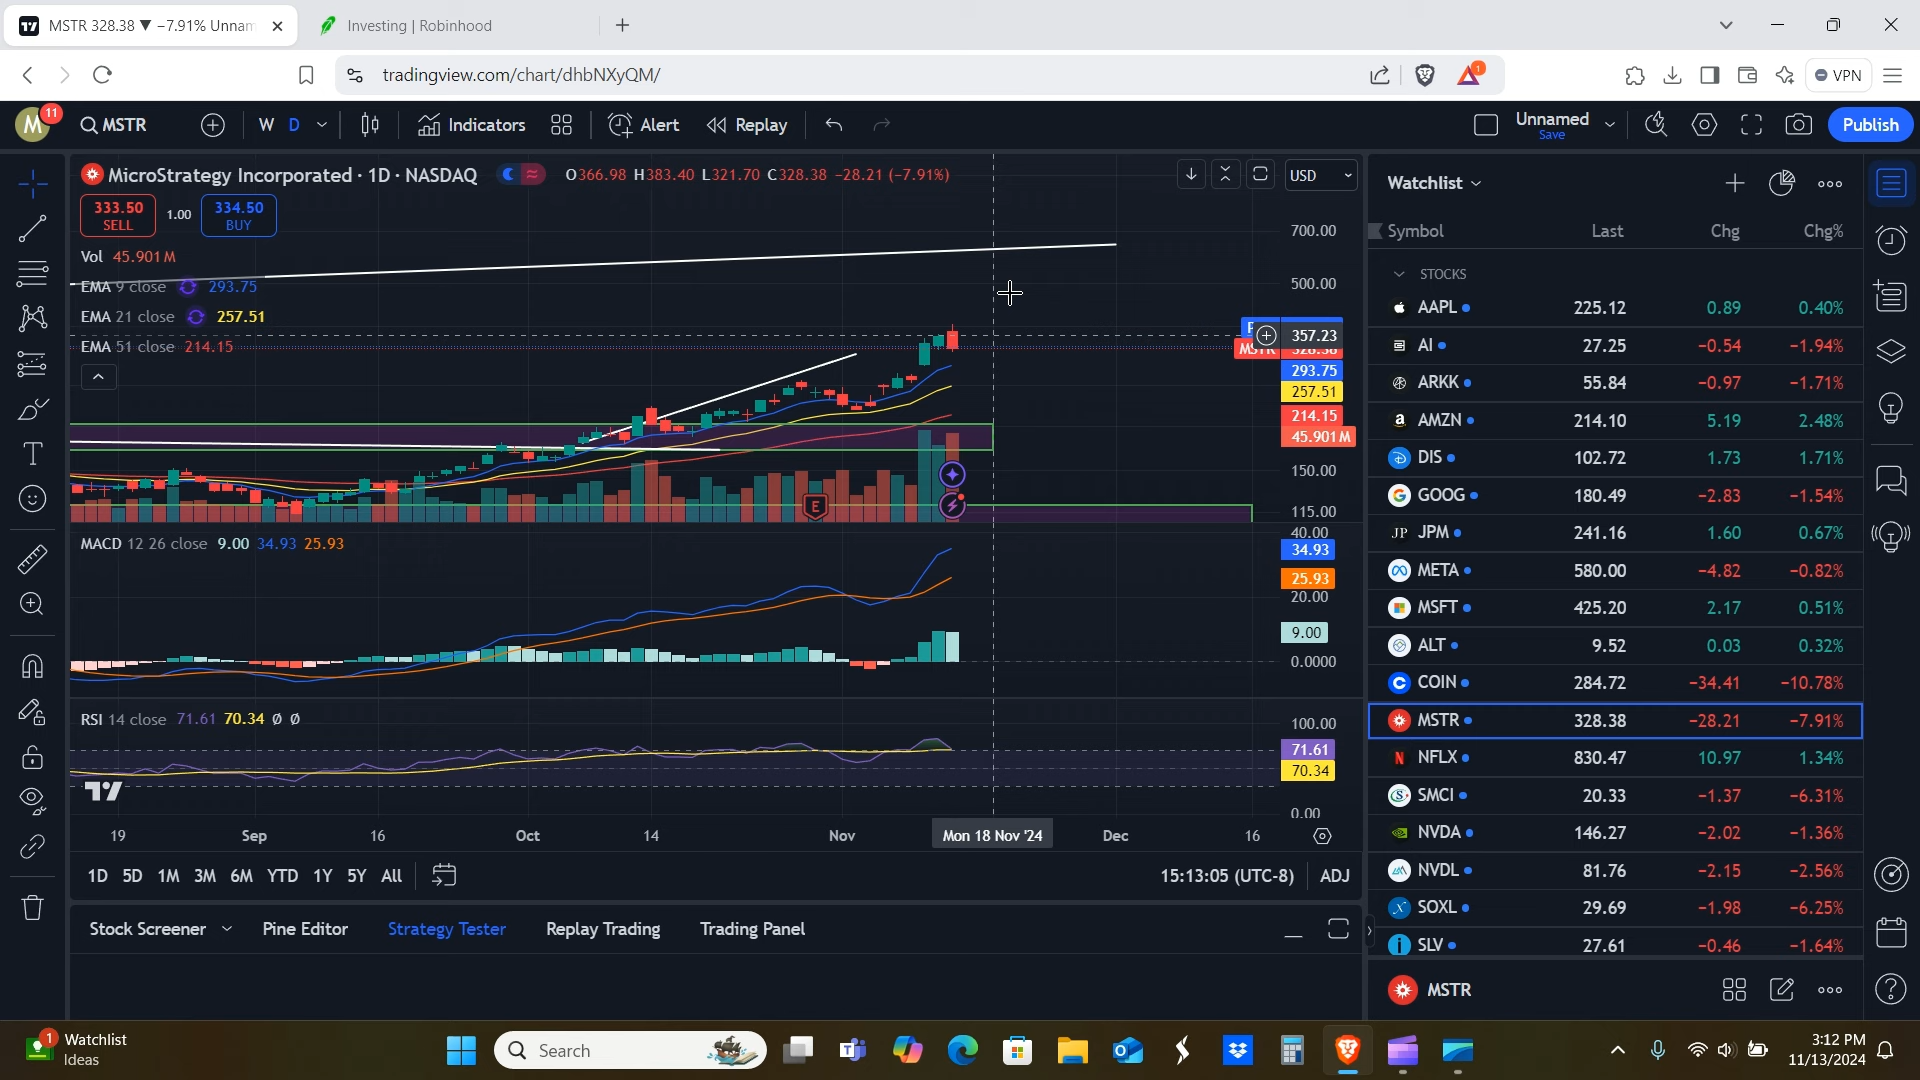 MSTR 328.38 ▼ −7.91% Unnam
Investing | Robinhood
tradingview.com/chart/dhbNXyQM/
1
VPN
M
11
MSTR
W D
Indicators
Alert
Replay
Unnamed
Save
Publish
MicroStrategy Incorporated · 1D · NASDAQ
O366.98 H383.40 L321.70 C328.38 −28.21 (−7.91%)
USD
333.50
SELL
1.00
334.50
BUY
Vol 45.901 M
EMA 9 close 293.75
EMA 21 close 257.51
EMA 51 close 214.15
700.00
500.00
357.23
293.75
257.51
214.15
45.901 M
150.00
115.00
E
MACD 12 26 close 9.00 34.93 25.93
40.00
34.93
25.93
20.00
9.00
0.0000
RSI 14 close 71.61 70.34 Ø Ø
100.00
71.61
70.34
0.00
19 Sep 16 Oct 14 Nov Mon 18 Nov '24 Dec 16
1D 5D 1M 3M 6M YTD 1Y 5Y All
15:13:05 (UTC-8) ADJ
Stock Screener
Pine Editor
Strategy Tester
Replay Trading
Trading Panel
Watchlist
Symbol Last Chg Chg%
STOCKS
AAPL 225.12 0.89 0.40%
AI 27.25 −0.54 −1.94%
ARKK 55.84 −0.97 −1.71%
AMZN 214.10 5.19 2.48%
DIS 102.72 1.73 1.71%
GOOG 180.49 −2.83 −1.54%
JPM 241.16 1.60 0.67%
META 580.00 −4.82 −0.82%
MSFT 425.20 2.17 0.51%
ALT 9.52 0.03 0.32%
COIN 284.72 −34.41 −10.78%
MSTR 328.38 −28.21 −7.91%
NFLX 830.47 10.97 1.34%
SMCI 20.33 −1.37 −6.31%
NVDA 146.27 −2.02 −1.36%
NVDL 81.76 −2.15 −2.56%
SOXL 29.69 −1.98 −6.25%
SLV 27.61 −0.46 −1.64%
MSTR
1
Watchlist
Ideas
Search
3:12 PM
11/13/2024